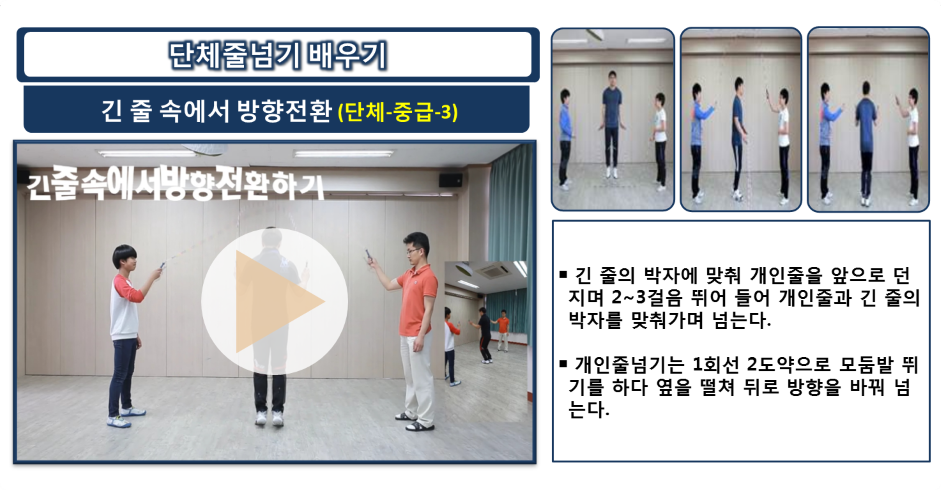 단체줄넘기 배우기
긴 줄 속에서 방향전환 (단체-중급-3)
긴줄속에서방향전환하기
▪ 긴 줄의 박자에 맞춰 개인줄을 앞으로 던
지며 2~3걸음 뛰어 들어 개인줄과 긴 줄의
박자를 맞춰가며 넘는다.
▪ 개인줄넘기는 1회선 2도약으로 모둠발 뛰
기를 하다 옆을 떨쳐 뒤로 방향을 바꿔 넘
는다.